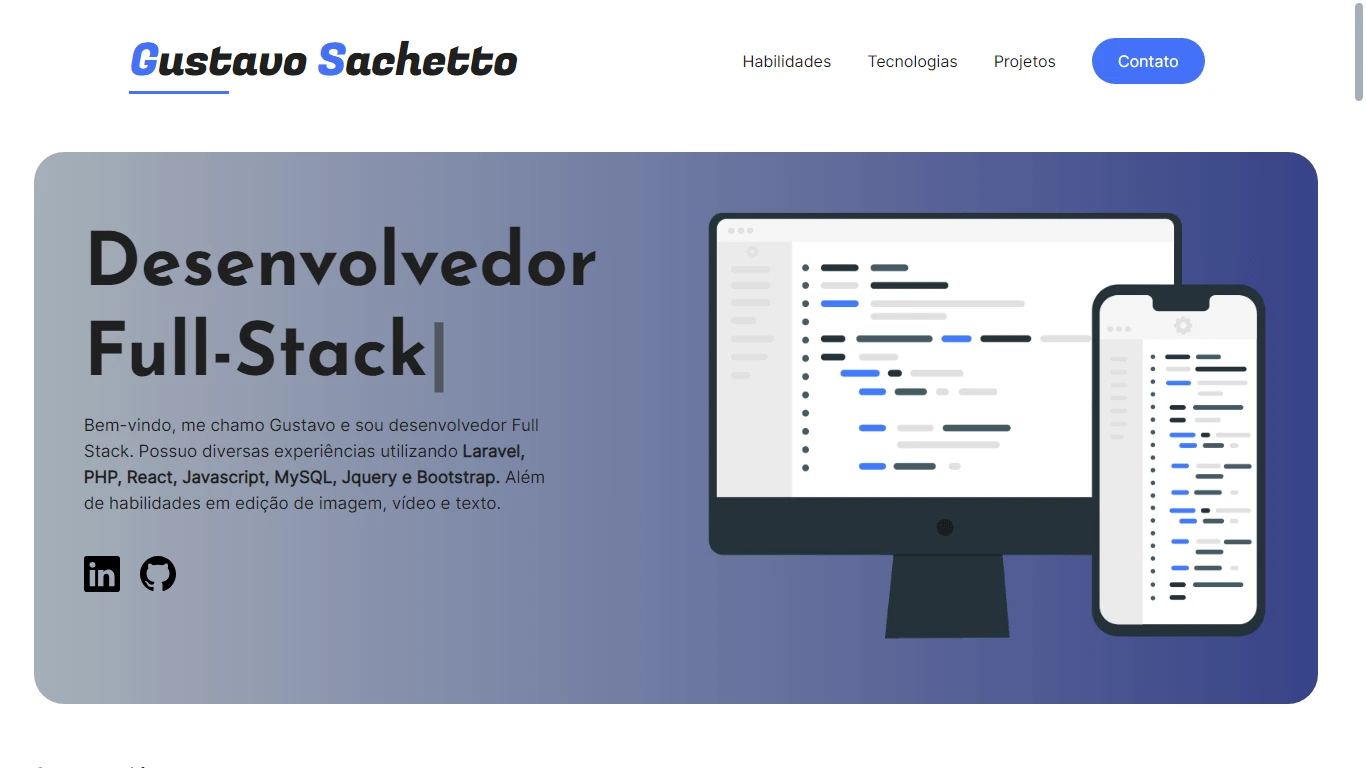 Gustavo Sachetto
Habilidades
Tecnologias
Projetos
Contato
Desenvolvedor
Full-Stack|
Bem-vindo, me chamo Gustavo e sou desenvolvedor Full
Stack. Possuo diversas experiências utilizando Laravel,
PHP, React, Javascript, MySQL, Jquery e Bootstrap. Além
de habilidades em edição de imagem, vídeo e texto.
in